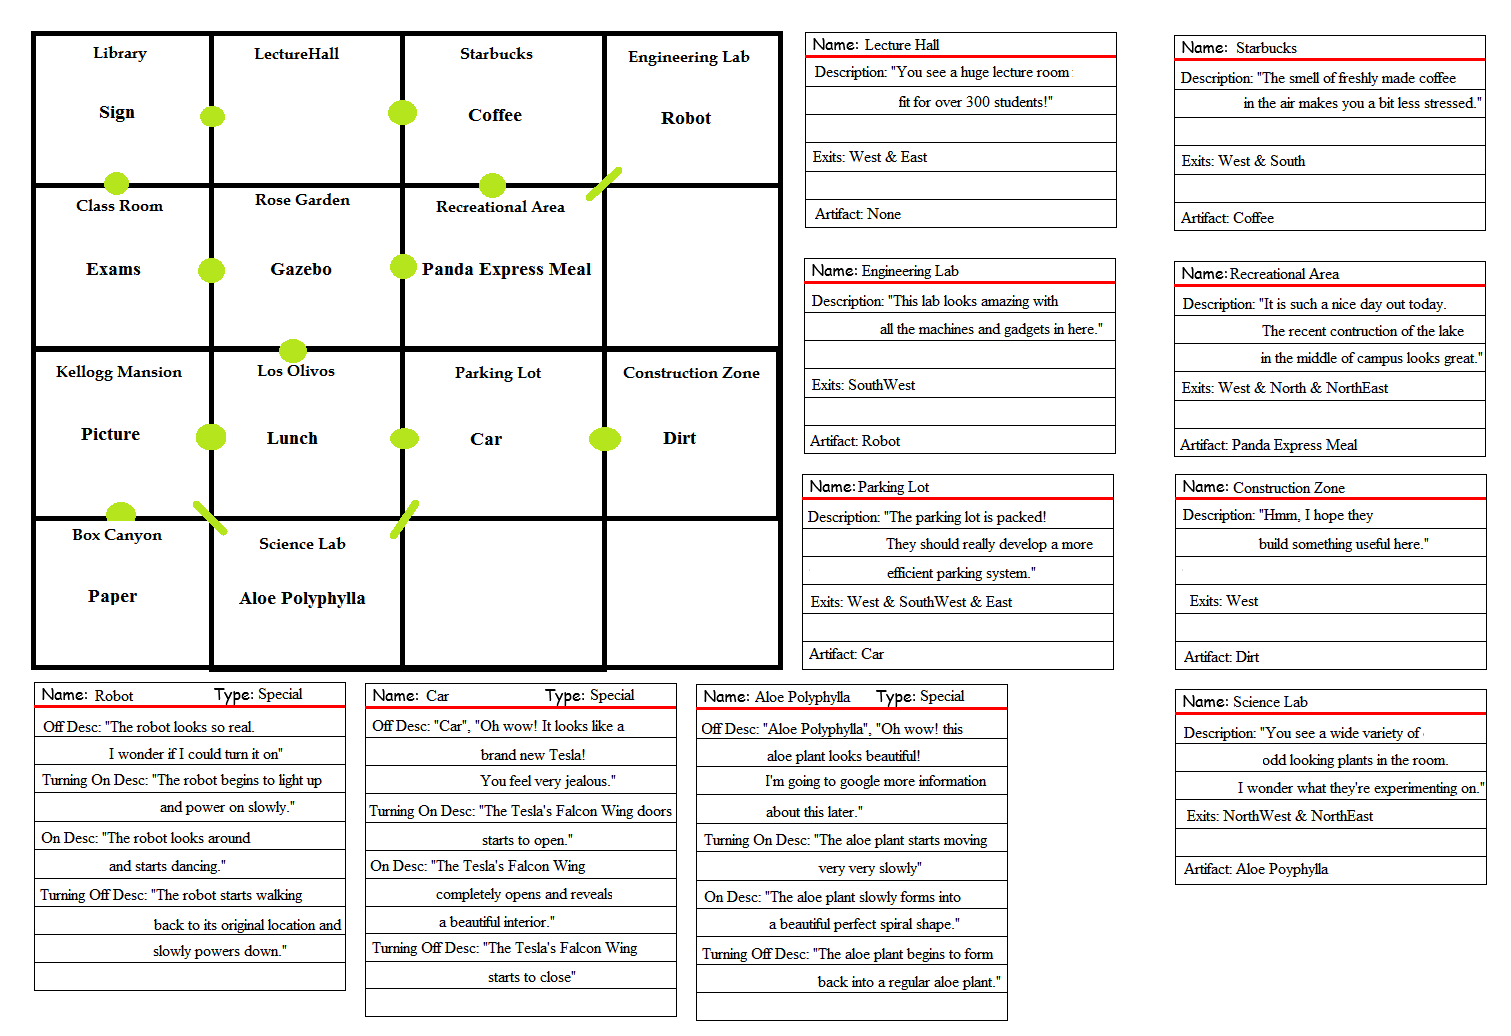 Library
LectureHall
Starbucks
Engineering Lab
Sign
Coffee
Robot
Class Room
Rose Garden
Recreational Area
Exams
Gazebo
Panda Express Meal
Kellogg Mansion
Los Olivos
Parking Lot
Construction Zone
Picture
Lunch
Car
Dirt
Box Canyon
Science Lab
Paper
Aloe Polyphylla
Name: Lecture Hall
Description: "You see a huge lecture room
fit for over 300 students!"
Exits: West & East
Artifact: None
Name: Starbucks
Description: "The smell of freshly made coffee
in the air makes you a bit less stressed."
Exits: West & South
Artifact: Coffee
Name: Engineering Lab
Description: "This lab looks amazing with
all the machines and gadgets in here."
Exits: SouthWest
Artifact: Robot
Name: Recreational Area
Description: "It is such a nice day out today.
The recent contruction of the lake
in the middle of campus looks great."
Exits: West & North & NorthEast
Artifact: Panda Express Meal
Name: Parking Lot
Description: "The parking lot is packed!
They should really develop a more
efficient parking system."
Exits: West & SouthWest & East
Artifact: Car
Name: Construction Zone
Description: "Hmm, I hope they
build something useful here."
Exits: West
Artifact: Dirt
Name: Robot Type: Special
Off Desc: "The robot looks so real.
I wonder if I could turn it on"
Turning On Desc: "The robot begins to light up
and power on slowly."
On Desc: "The robot looks around
and starts dancing."
Turning Off Desc: "The robot starts walking
back to its original location and
slowly powers down."
Name: Car Type: Special
Off Desc: "Car", "Oh wow! It looks like a
brand new Tesla!
You feel very jealous."
Turning On Desc: "The Tesla's Falcon Wing doors
starts to open."
On Desc: "The Tesla's Falcon Wing
completely opens and reveals
a beautiful interior."
Turning Off Desc: "The Tesla's Falcon Wing
starts to close"
Name: Aloe Polyphylla Type: Special
Off Desc: "Aloe Polyphylla", "Oh wow! this
aloe plant looks beautiful!
I'm going to google more information
about this later."
Turning On Desc: "The aloe plant starts moving
very very slowly"
On Desc: "The aloe plant slowly forms into
a beautiful perfect spiral shape."
Turning Off Desc: "The aloe plant begins to form
back into a regular aloe plant."
Name: Science Lab
Description: "You see a wide variety of
odd looking plants in the room.
I wonder what they're experimenting on."
Exits: NorthWest & NorthEast
Artifact: Aloe Poyphylla